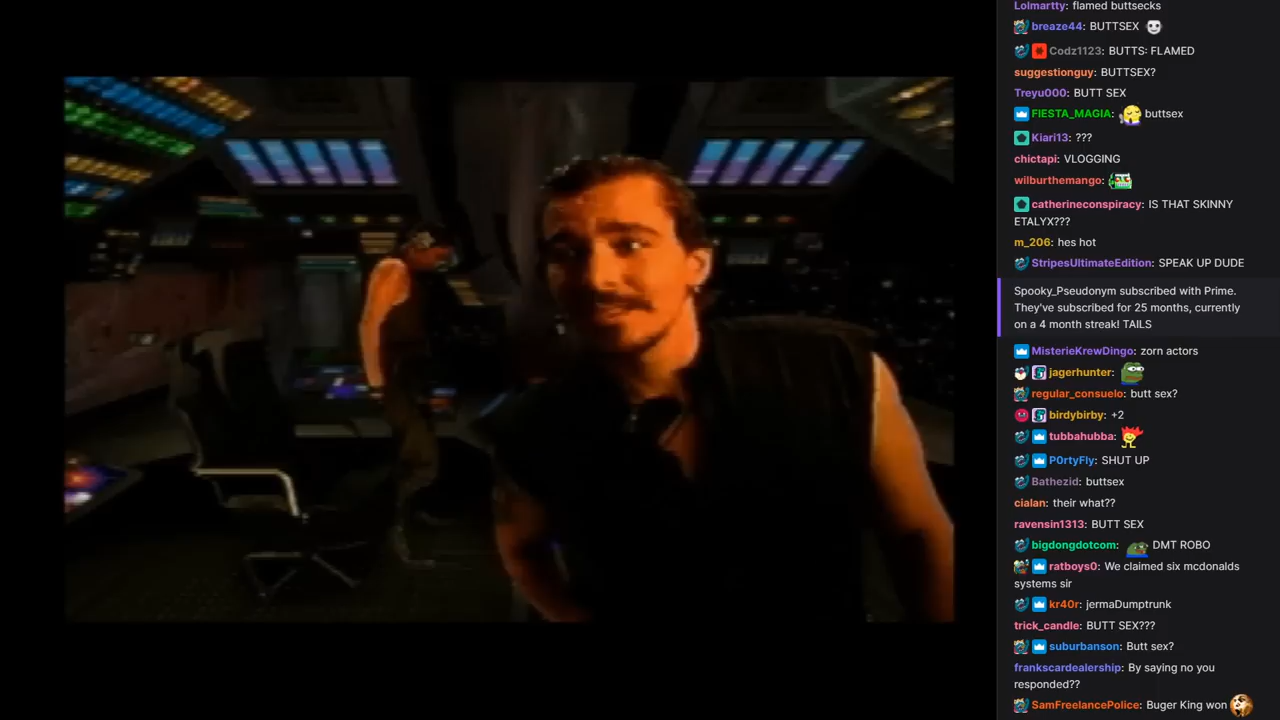 Lolmartty: flamed buttsecks
breaze44: BUTTSEX
Codz1123: BUTTS: FLAMED
suggestionguy: BUTTSEX?
Treyu000: BUTT SEX
FIESTA_MAGIA: buttsex
Kiari13: ???
chictapi: VLOGGING
wilburthemango:
catherineconspiracy: IS THAT SKINNY
ETALYX???
m_206: hes hot
StripesUltimateEdition: SPEAK UP DUDE
Spooky_Pseudonym subscribed with Prime.
They've subscribed for 25 months, currently
on a 4 month streak! TAILS
MisterieKrewDingo: zorn actors
jagerhunter:
regular_consuelo: butt sex?
birdybirby: +2
tubbahubba:
P0rtyFly: SHUT UP
Bathezid: buttsex
cialan: their what??
ravensin1313: BUTT SEX
bigdongdotcom: DMT ROBO
ratboys0: We claimed six mcdonalds
systems sir
kr40r: jermaDumptrunk
trick_candle: BUTT SEX???
suburbanson: Butt sex?
frankscardealership: By saying no you
responded??
SamFreelancePolice: Buger King won